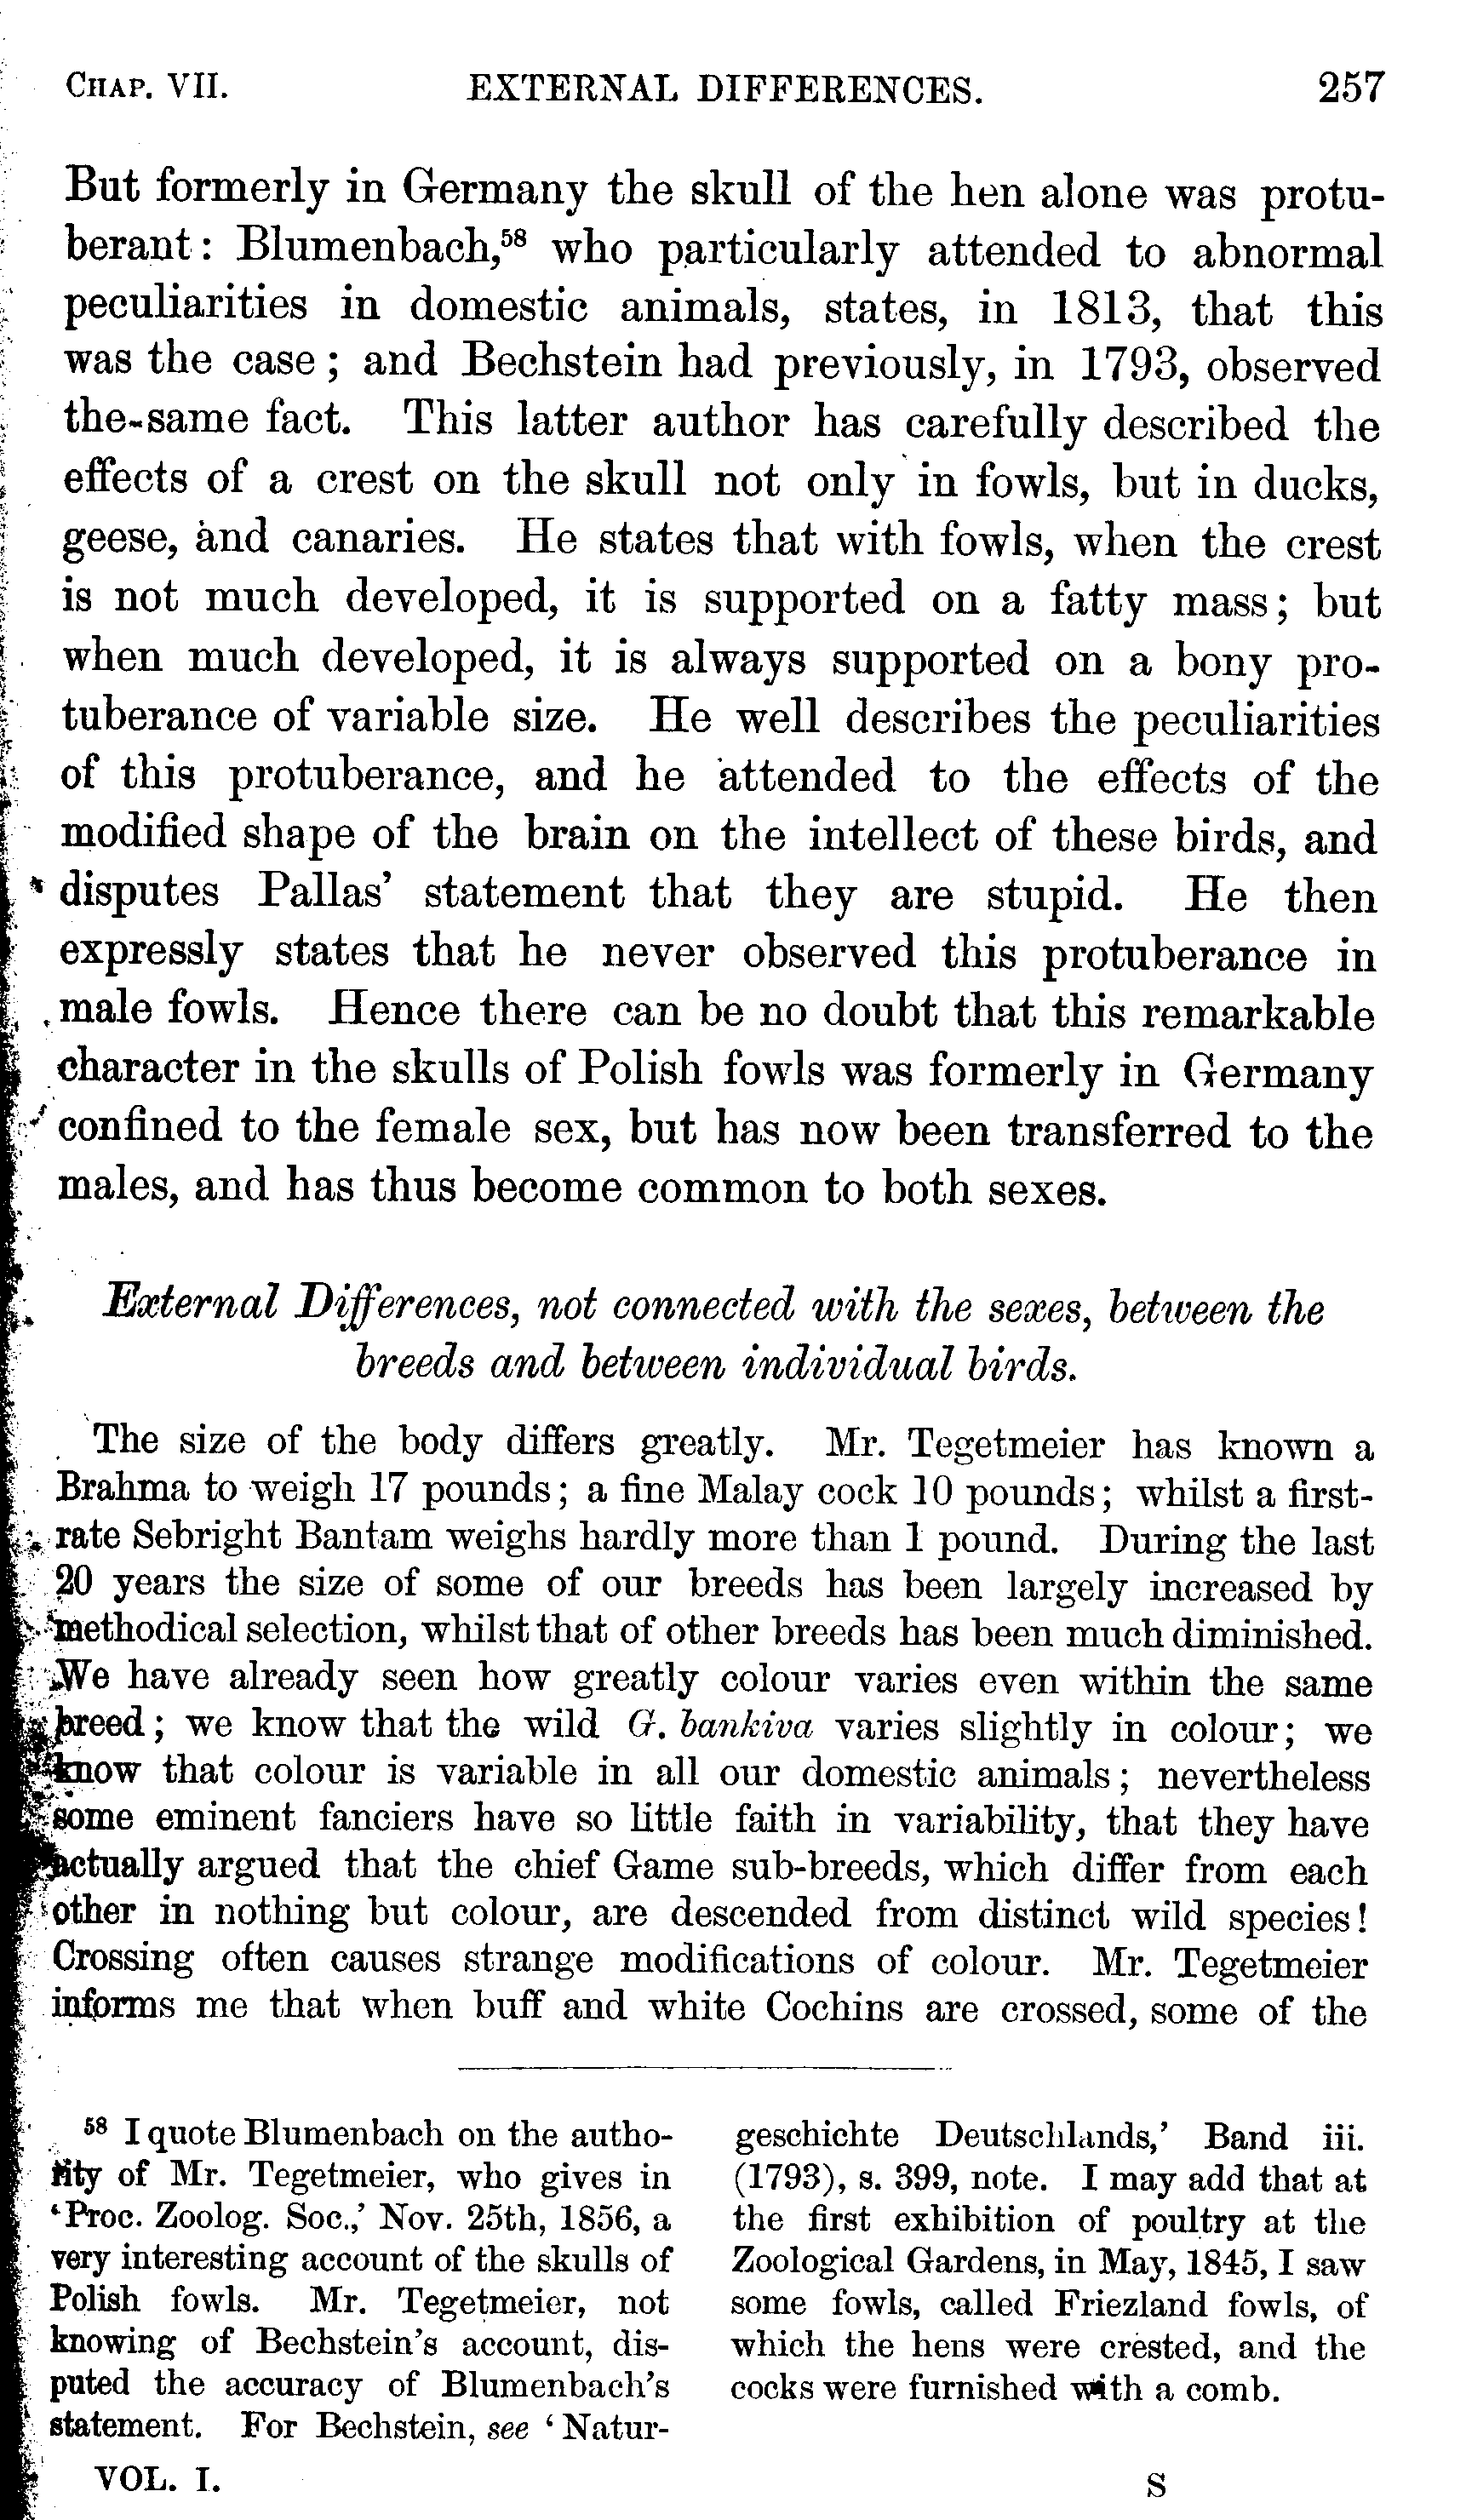 CHAP. VII. EXTERNAL DIFFERENCES. 257
But formerly in Germany the skull of the hen alone was protu-
berant: Blumenbach,⁵⁸ who particularly attended to abnormal
peculiarities in domestic animals, states, in 1813, that this
was the case; and Bechstein had previously, in 1793, observed
the same fact. This latter author has carefully described the
effects of a crest on the skull not only in fowls, but in ducks,
geese, and canaries. He states that with fowls, when the crest
is not much developed, it is supported on a fatty mass; but
when much developed, it is always supported on a bony pro-
tuberance of variable size. He well describes the peculiarities
of this protuberance, and he attended to the effects of the
modified shape of the brain on the intellect of these birds, and
disputes Pallas' statement that they are stupid. He then
expressly states that he never observed this protuberance in
male fowls. Hence there can be no doubt that this remarkable
character in the skulls of Polish fowls was formerly in Germany
confined to the female sex, but has now been transferred to the
males, and has thus become common to both sexes.
External Differences, not connected with the sexes, between the
breeds and between individual birds.
The size of the body differs greatly. Mr. Tegetmeier has known a
Brahma to weigh 17 pounds; a fine Malay cock 10 pounds; whilst a first-
rate Sebright Bantam weighs hardly more than 1 pound. During the last
20 years the size of some of our breeds has been largely increased by
methodical selection, whilst that of other breeds has been much diminished.
We have already seen how greatly colour varies even within the same
breed; we know that the wild G. bankiva varies slightly in colour; we
know that colour is variable in all our domestic animals; nevertheless
some eminent fanciers have so little faith in variability, that they have
actually argued that the chief Game sub-breeds, which differ from each
other in nothing but colour, are descended from distinct wild species!
Crossing often causes strange modifications of colour. Mr. Tegetmeier
informs me that when buff and white Cochins are crossed, some of the
⁵⁸ I quote Blumenbach on the autho-
rity of Mr. Tegetmeier, who gives in
'Proc. Zoolog. Soc.,' Nov. 25th, 1856, a
very interesting account of the skulls of
Polish fowls. Mr. Tegetmeier, not
knowing of Bechstein's account, dis-
puted the accuracy of Blumenbach's
statement. For Bechstein, see 'Natur-
geschichte Deutschlands,' Band iii.
(1793), s. 399, note. I may add that at
the first exhibition of poultry at the
Zoological Gardens, in May, 1845, I saw
some fowls, called Friezland fowls, of
which the hens were crested, and the
cocks were furnished with a comb.
VOL. I. S